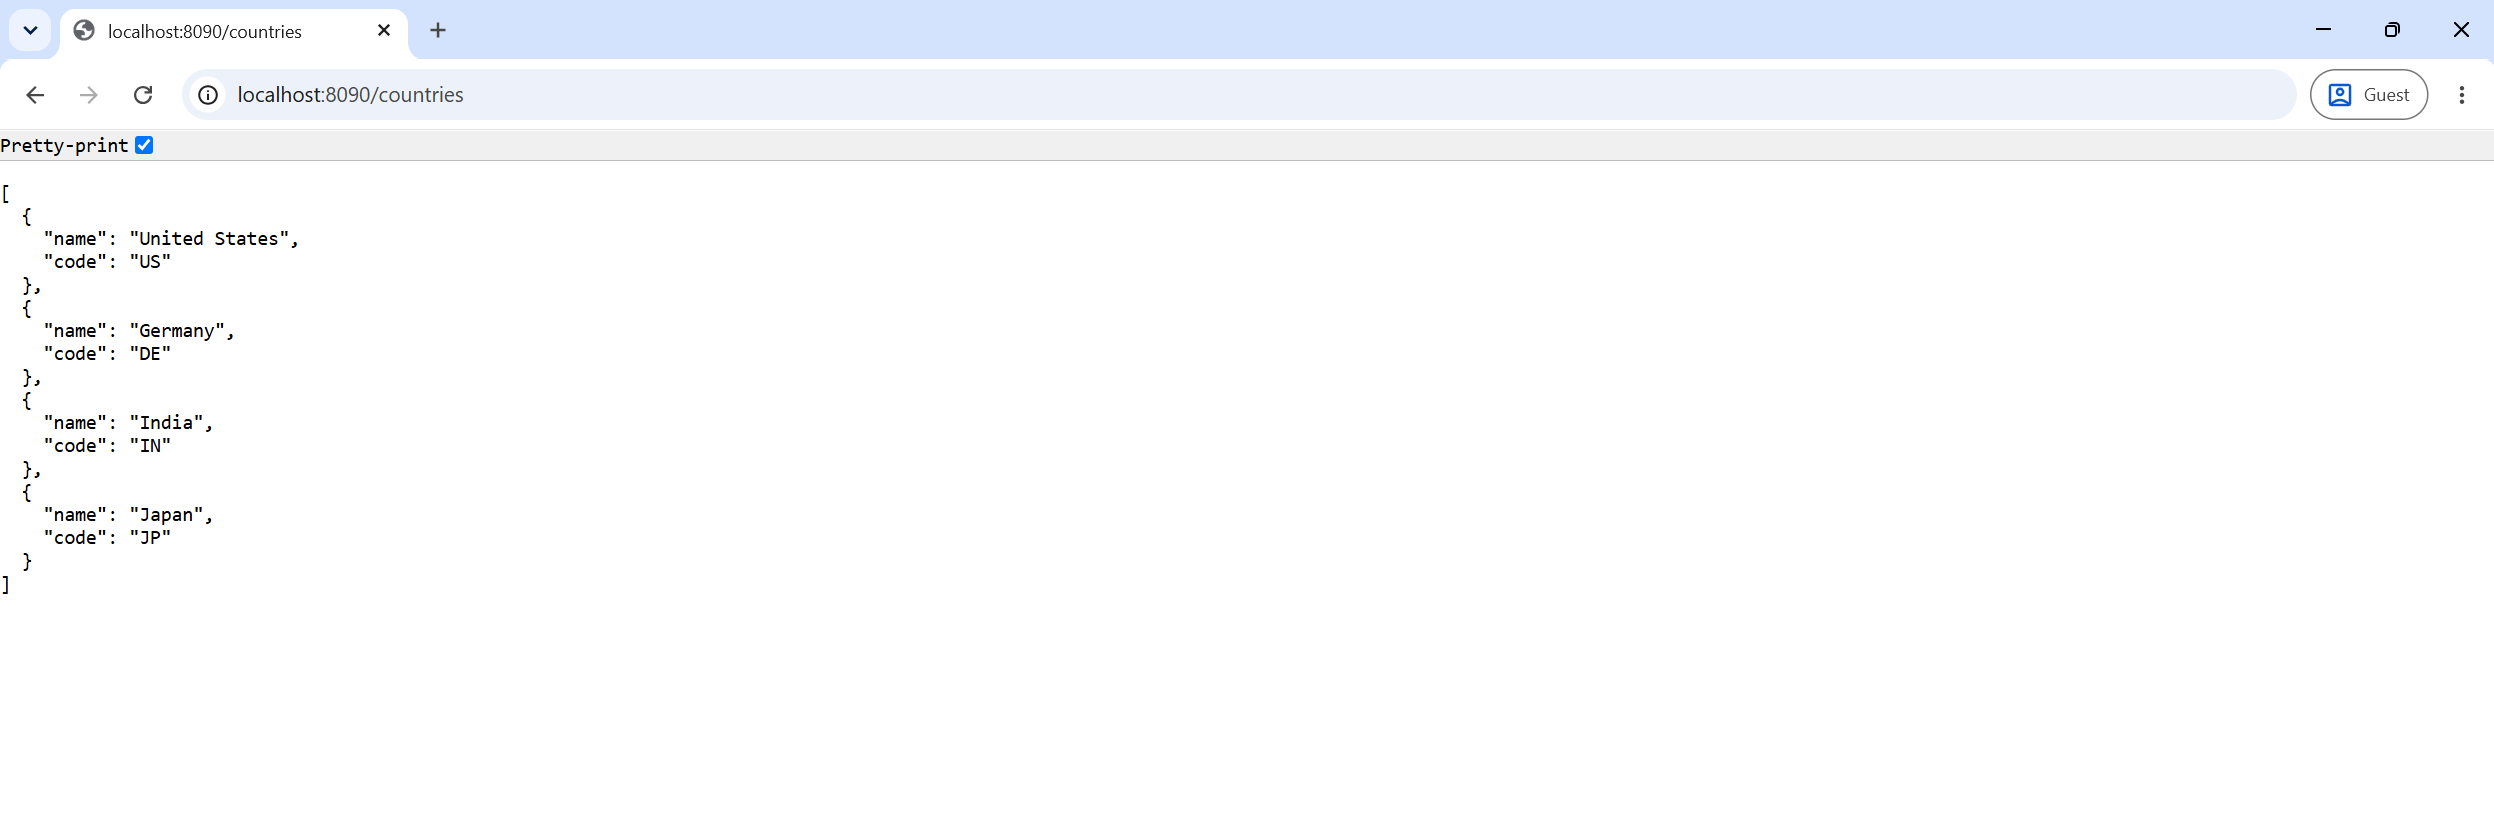 localhost:8090/countries
localhost:8090/countries
Guest
Pretty-print
[
  {
    "name": "United States",
    "code": "US"
  },
  {
    "name": "Germany",
    "code": "DE"
  },
  {
    "name": "India",
    "code": "IN"
  },
  {
    "name": "Japan",
    "code": "JP"
  }
]